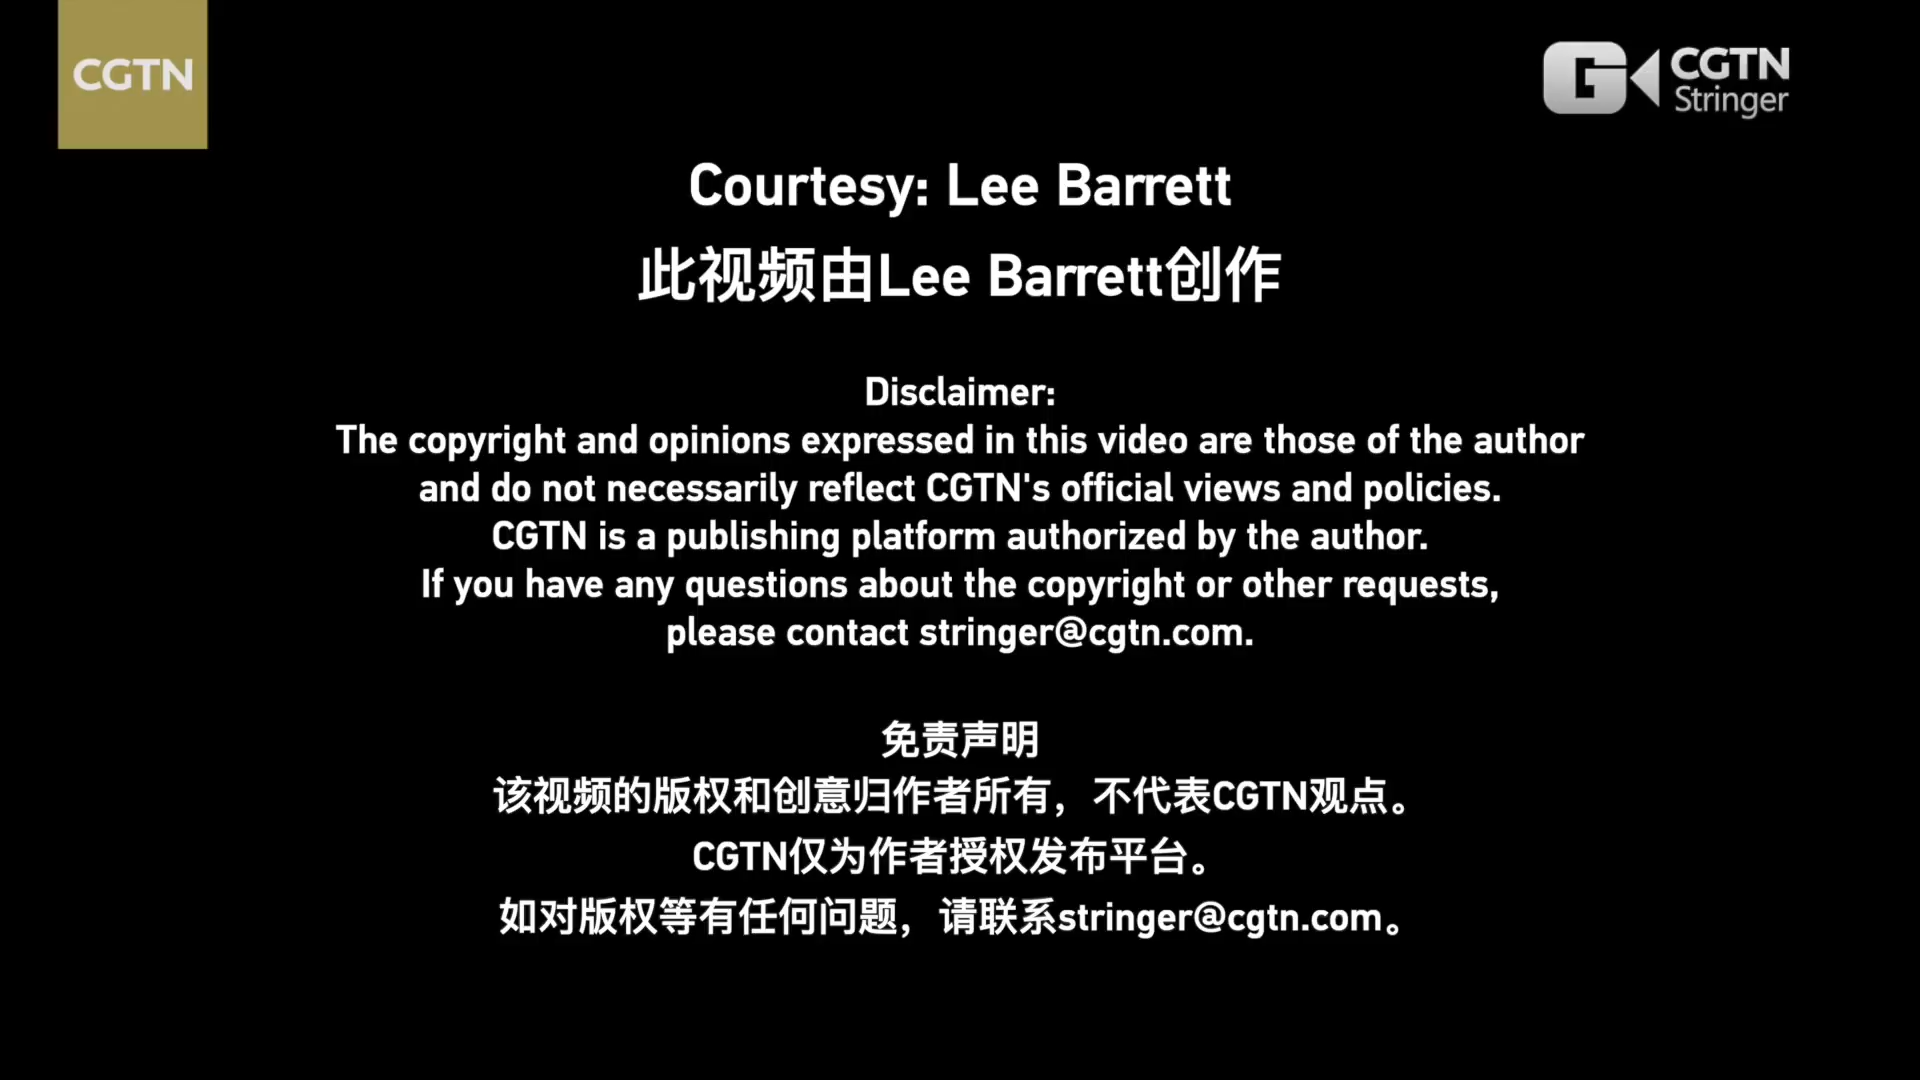 CGTN
CGTN
Stringer
Courtesy: Lee Barrett
此视频由Lee Barrett创作
Disclaimer:
The copyright and opinions expressed in this video are those of the author
and do not necessarily reflect CGTN's official views and policies.
CGTN is a publishing platform authorized by the author.
If you have any questions about the copyright or other requests,
please contact stringer@cgtn.com.
免责声明
该视频的版权和创意归作者所有，不代表CGTN观点。
CGTN仅为作者授权发布平台。
如对版权等有任何问题，请联系stringer@cgtn.com。